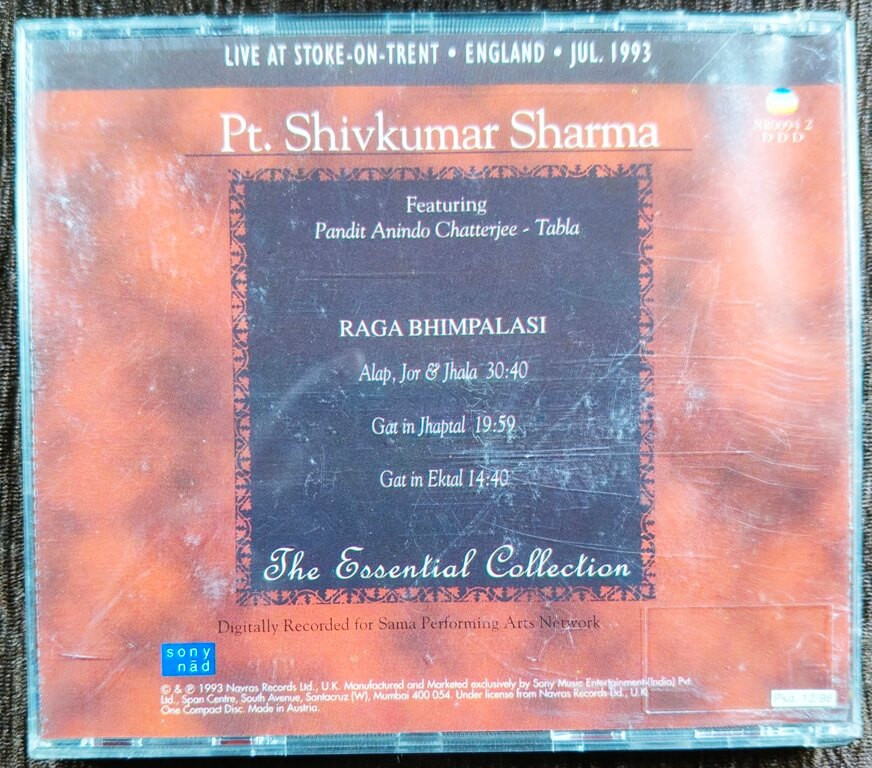 LIVE AT STOKE-ON-TRENT • ENGLAND • JUL. 1993
Pt. Shivkumar Sharma
NR0094 2
DDD
Featuring
Pandit Anindo Chatterjee - Tabla
RAGA BHIMPALASI
Alap, Jor & Jhala 30:40
Gat in Jhaptal 19:59
Gat in Ektal 14:40
The Essential Collection
Digitally Recorded for Sama Performing Arts Network
sony
nād
© & ℗ 1993 Navras Records Ltd., U.K. Manufactured and Marketed exclusively by Sony Music Entertainment (India) Pvt.
Ltd., Span Centre, South Avenue, Santacruz (W), Mumbai 400 054. Under license from Navras Records Ltd., U.K.
One Compact Disc. Made in Austria.